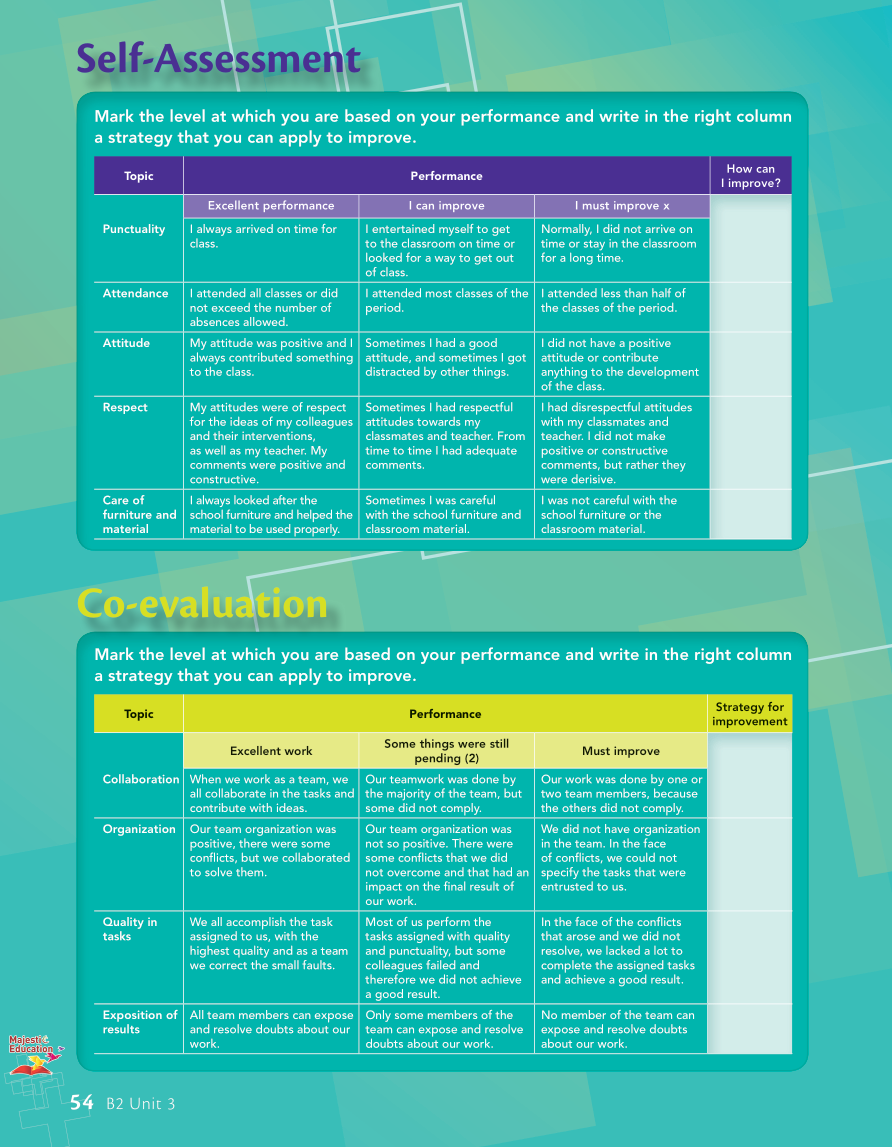 Self-Assessment
Mark the level at which you are based on your performance and write in the right column
a strategy that you can apply to improve.
Topic
Performance
How can
I improve?
Excellent performance
I can improve
I must improve x
Punctuality
I always arrived on time for
class.
I entertained myself to get
to the classroom on time or
looked for a way to get out
of class.
Normally, I did not arrive on
time or stay in the classroom
for a long time.
Attendance
I attended all classes or did
not exceed the number of
absences allowed.
I attended most classes of the
period.
I attended less than half of
the classes of the period.
Attitude
My attitude was positive and I
always contributed something
to the class.
Sometimes I had a good
attitude, and sometimes I got
distracted by other things.
I did not have a positive
attitude or contribute
anything to the development
of the class.
Respect
My attitudes were of respect
for the ideas of my colleagues
and their interventions,
as well as my teacher. My
comments were positive and
constructive.
Sometimes I had respectful
attitudes towards my
classmates and teacher. From
time to time I had adequate
comments.
I had disrespectful attitudes
with my classmates and
teacher. I did not make
positive or constructive
comments, but rather they
were derisive.
Care of
furniture and
material
I always looked after the
school furniture and helped the
material to be used properly.
Sometimes I was careful
with the school furniture and
classroom material.
I was not careful with the
school furniture or the
classroom material.
Co-evaluation
Mark the level at which you are based on your performance and write in the right column
a strategy that you can apply to improve.
Topic
Performance
Strategy for
improvement
Excellent work
Some things were still
pending (2)
Must improve
Collaboration
When we work as a team, we
all collaborate in the tasks and
contribute with ideas.
Our teamwork was done by
the majority of the team, but
some did not comply.
Our work was done by one or
two team members, because
the others did not comply.
Organization
Our team organization was
positive, there were some
conflicts, but we collaborated
to solve them.
Our team organization was
not so positive. There were
some conflicts that we did
not overcome and that had an
impact on the final result of
our work.
We did not have organization
in the team. In the face
of conflicts, we could not
specify the tasks that were
entrusted to us.
Quality in
tasks
We all accomplish the task
assigned to us, with the
highest quality and as a team
we correct the small faults.
Most of us perform the
tasks assigned with quality
and punctuality, but some
colleagues failed and
therefore we did not achieve
a good result.
In the face of the conflicts
that arose and we did not
resolve, we lacked a lot to
complete the assigned tasks
and achieve a good result.
Exposition of
results
All team members can expose
and resolve doubts about our
work.
Only some members of the
team can expose and resolve
doubts about our work.
No member of the team can
expose and resolve doubts
about our work.
Majestic
Education
54 B2 Unit 3